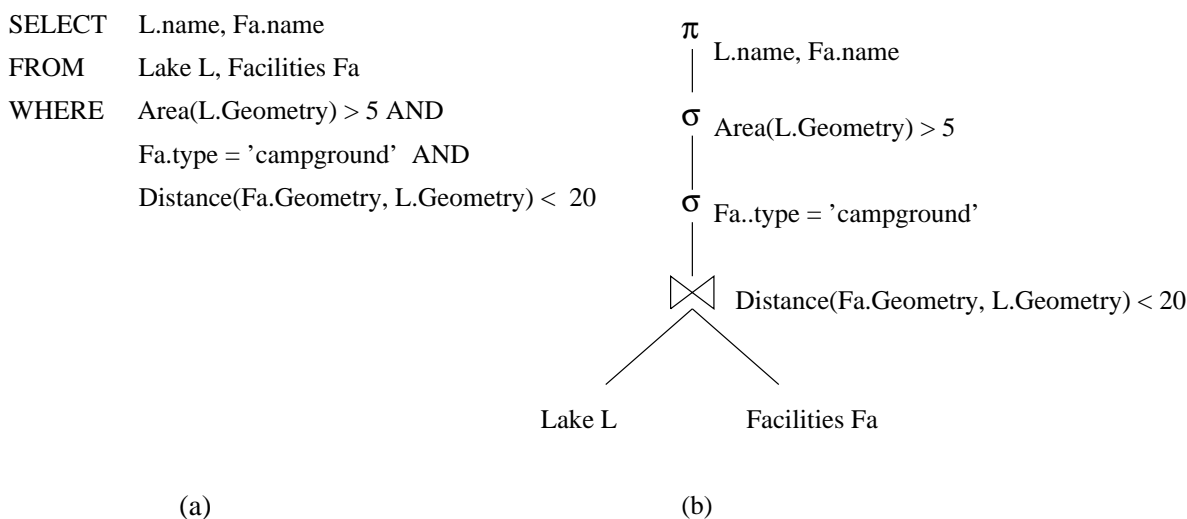 SELECT L.name, Fa.name
FROM Lake L, Facilities Fa
WHERE Area(L.Geometry) > 5 AND
Fa.type = ’campground’ AND
Distance(Fa.Geometry, L.Geometry) < 20
(a)
π L.name, Fa.name
σ Area(L.Geometry) > 5
σ Fa..type = ’campground’
Distance(Fa.Geometry, L.Geometry) < 20
Lake L Facilities Fa
(b)